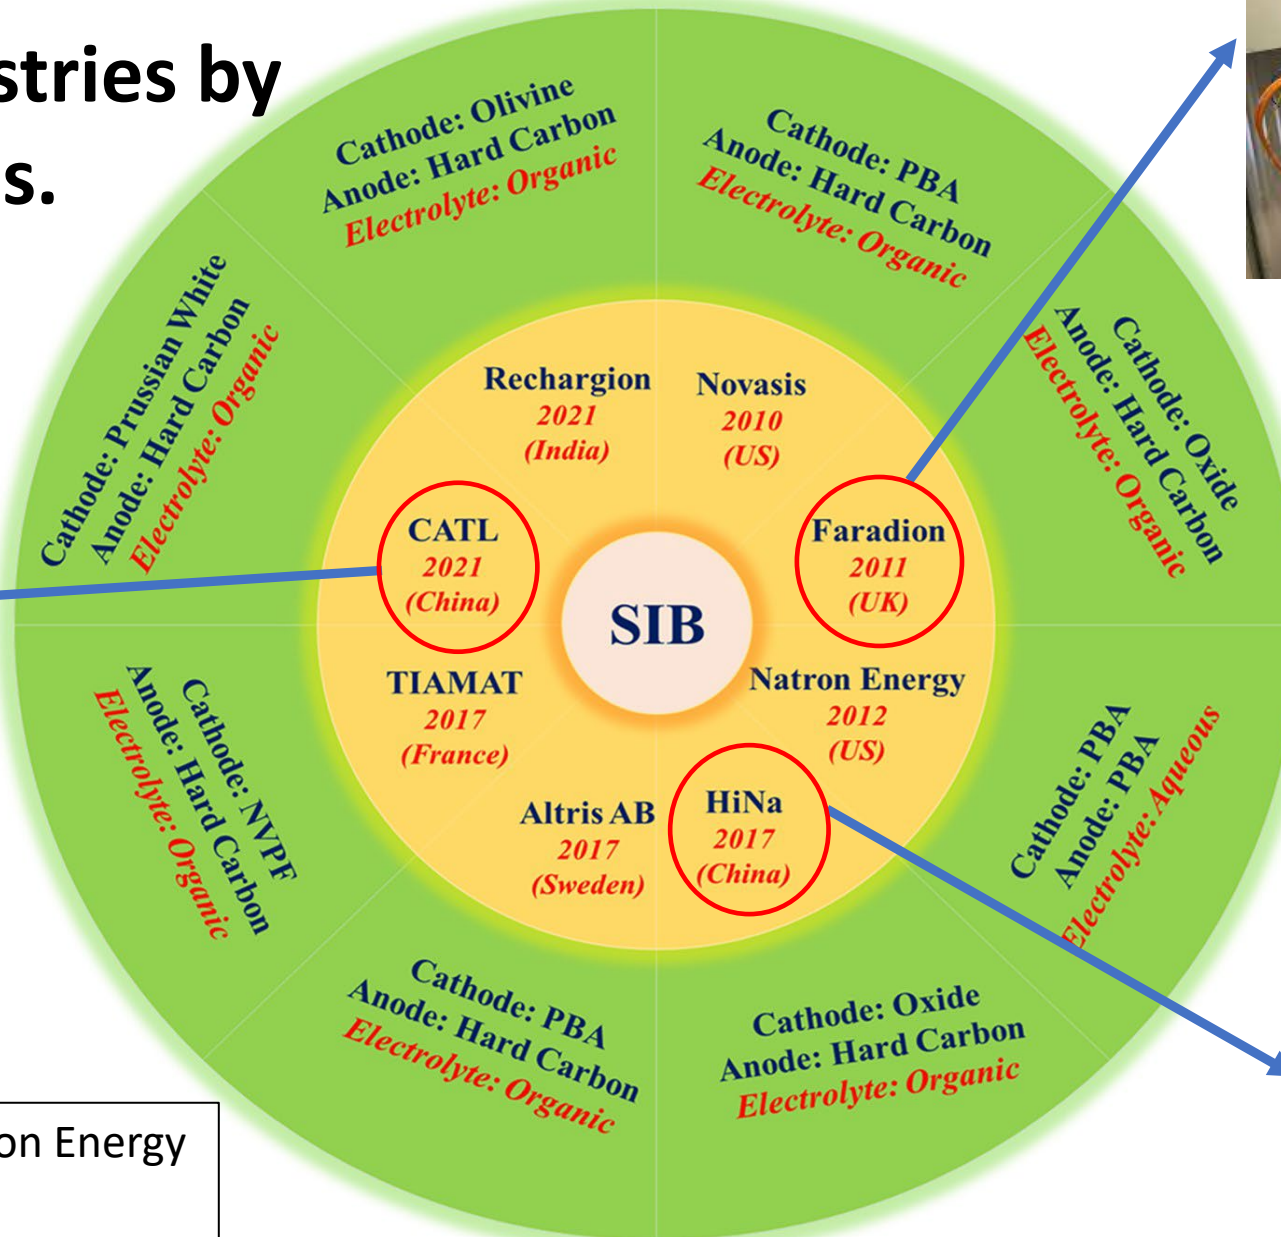 stries by
s.
Cathode: Olivine
Anode: Hard Carbon
Electrolyte: Organic
Cathode: PBA
Anode: Hard Carbon
Electrolyte: Organic
Cathode: Prussian White
Anode: Hard Carbon
Electrolyte: Organic
Cathode: Oxide
Anode: Hard Carbon
Electrolyte: Organic
Rechargion
2021
(India)
Novasis
2010
(US)
CATL
2021
(China)
Faradion
2011
(UK)
SIB
TIAMAT
2017
(France)
Natron Energy
2012
(US)
Altris AB
2017
(Sweden)
HiNa
2017
(China)
Cathode: NVPF
Anode: Hard Carbon
Electrolyte: Organic
Cathode: PBA
Anode: PBA
Electrolyte: Aqueous
Cathode: PBA
Anode: Hard Carbon
Electrolyte: Organic
Cathode: Oxide
Anode: Hard Carbon
Electrolyte: Organic
on Energy